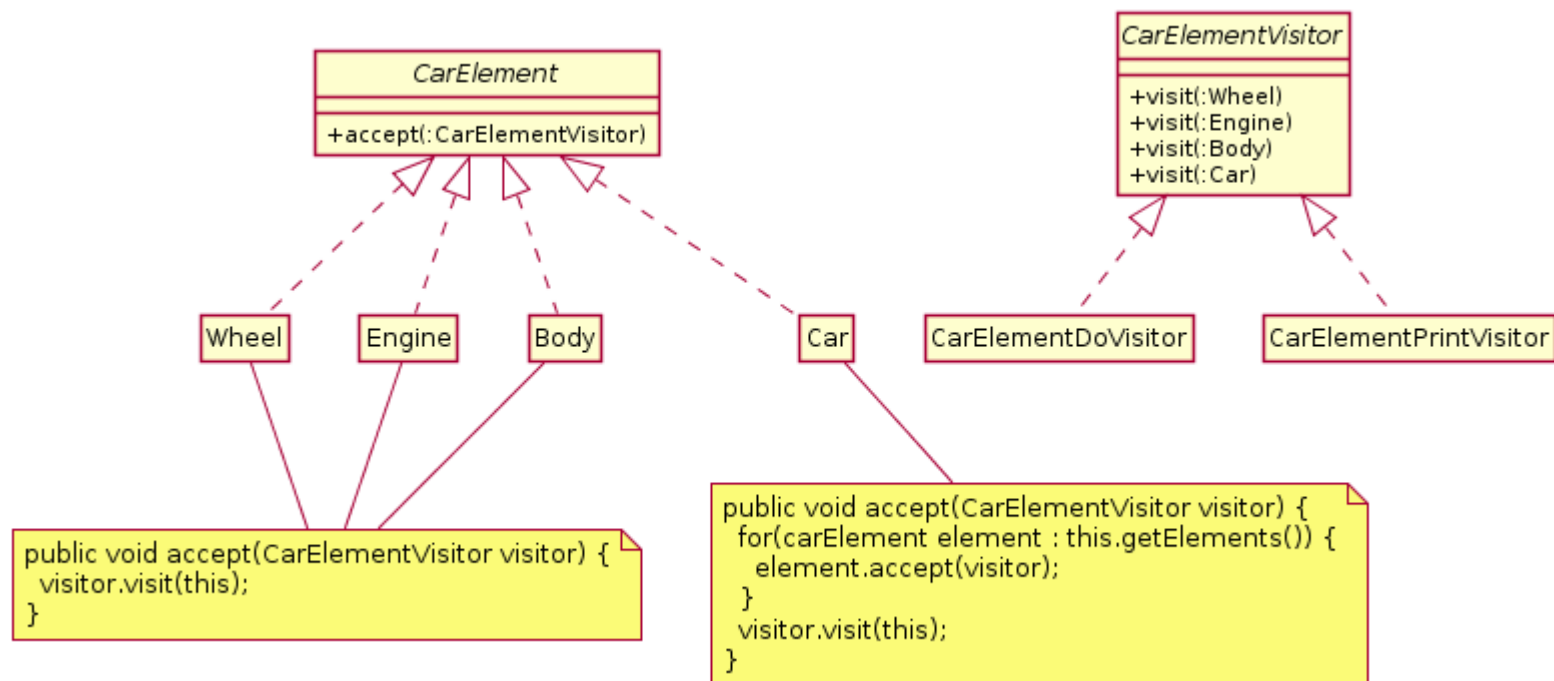 CarElement
+accept(:CarElementVisitor)
CarElementVisitor
+visit(:Wheel)
+visit(:Engine)
+visit(:Body)
+visit(:Car)
Wheel
Engine
Body
Car
CarElementDoVisitor
CarElementPrintVisitor
public void accept(CarElementVisitor visitor) {
visitor.visit(this);
}
public void accept(CarElementVisitor visitor) {
for(carElement element : this.getElements()) {
element.accept(visitor);
}
visitor.visit(this);
}